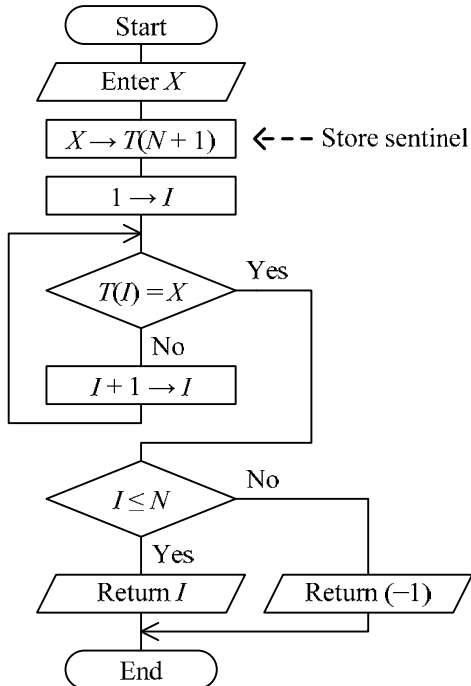 Start
Enter X
X → T(N + 1)
Store sentinel
1 → I
T(I) = X
Yes
No
I + 1 → I
I ≤ N
No
Yes
Return I
Return (−1)
End